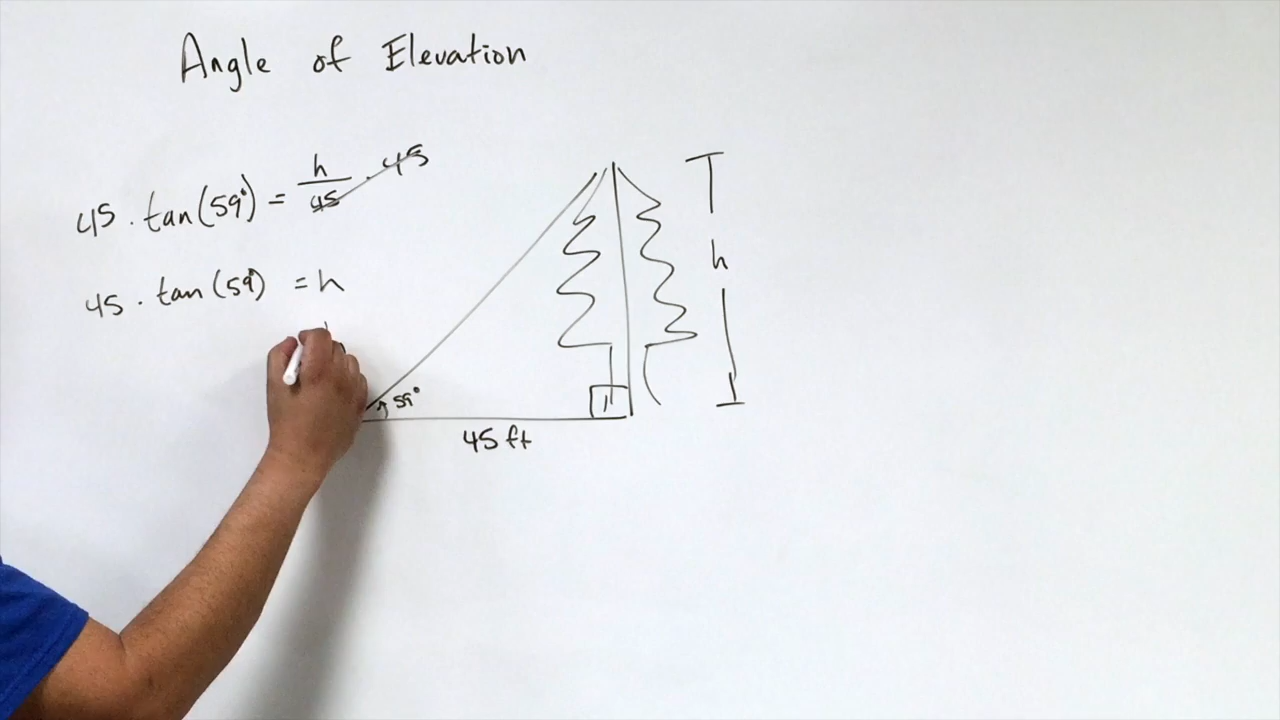 Angle of Elevation
45 · tan(59°) = h/45 · 45
45 · tan(59°) = h
h
59°
45 ft